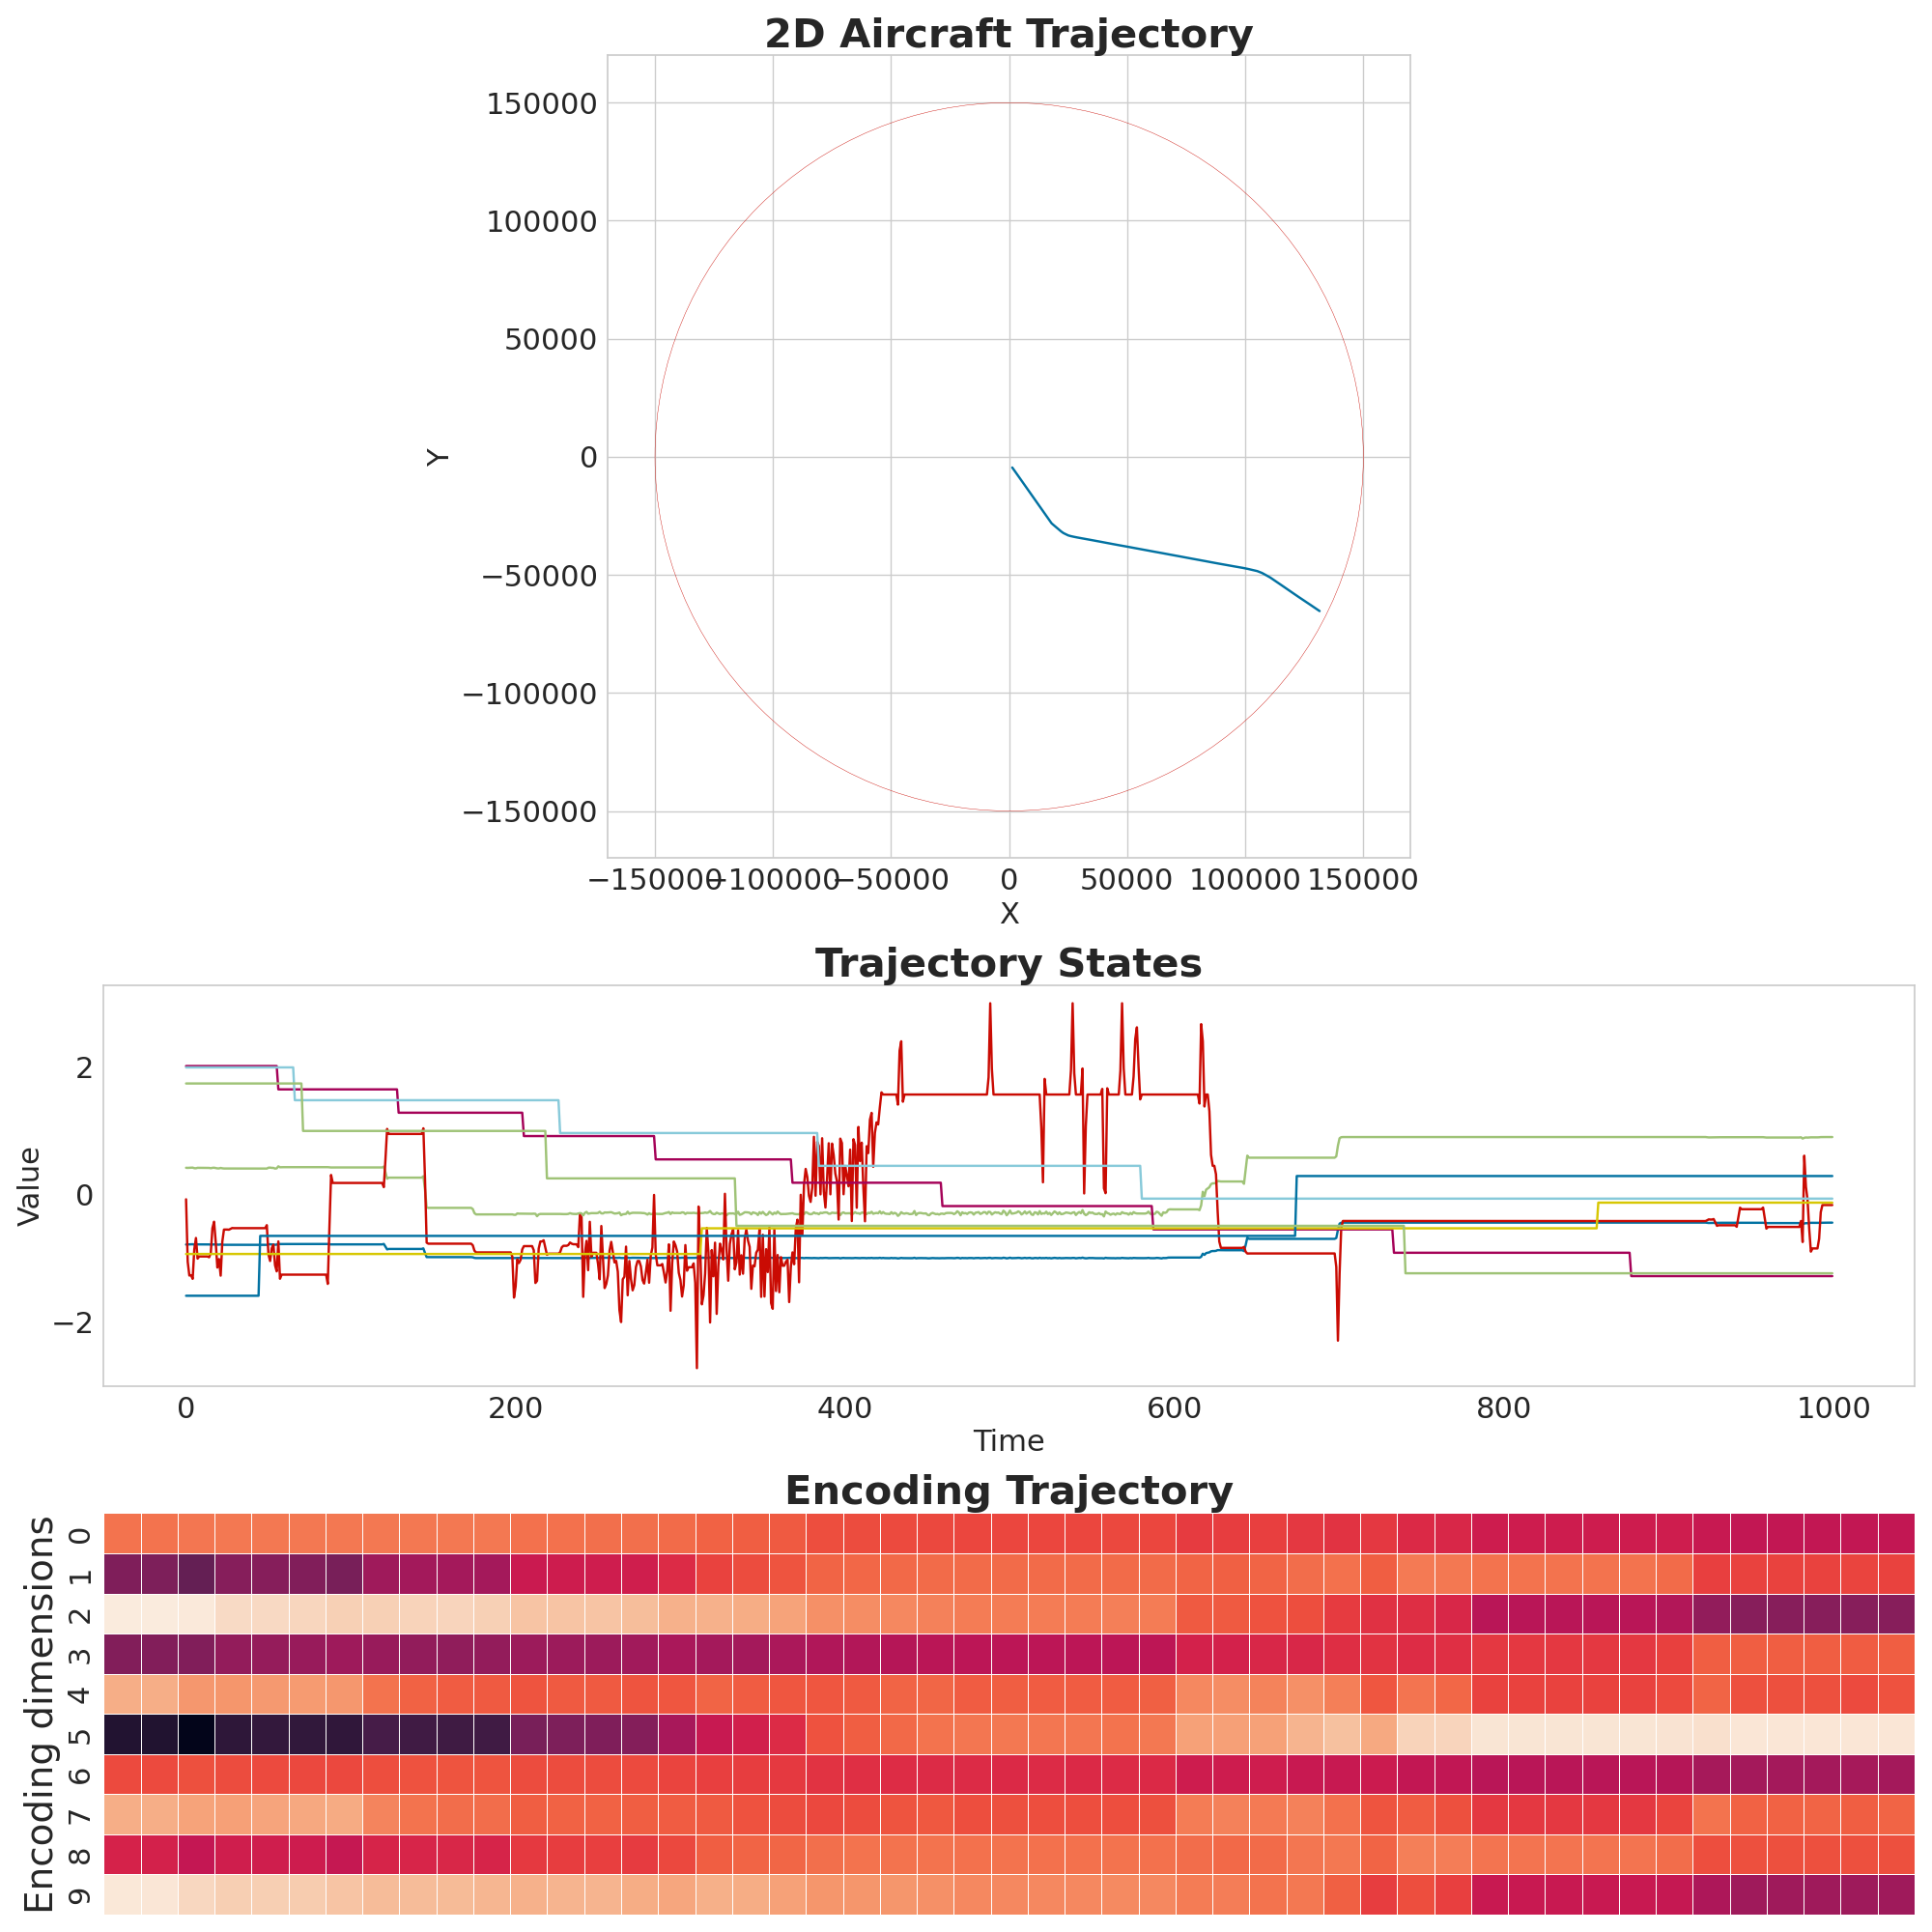 2D Aircraft Trajectory
150000
100000
50000
0
−50000
−100000
−150000
Y
−150000 −100000 −50000 0 50000 100000 150000
X
Trajectory States
2
0
−2
Value
0 200 400 600 800 1000
Time
Encoding Trajectory
Encoding dimensions
0
1
2
3
4
5
6
7
8
9